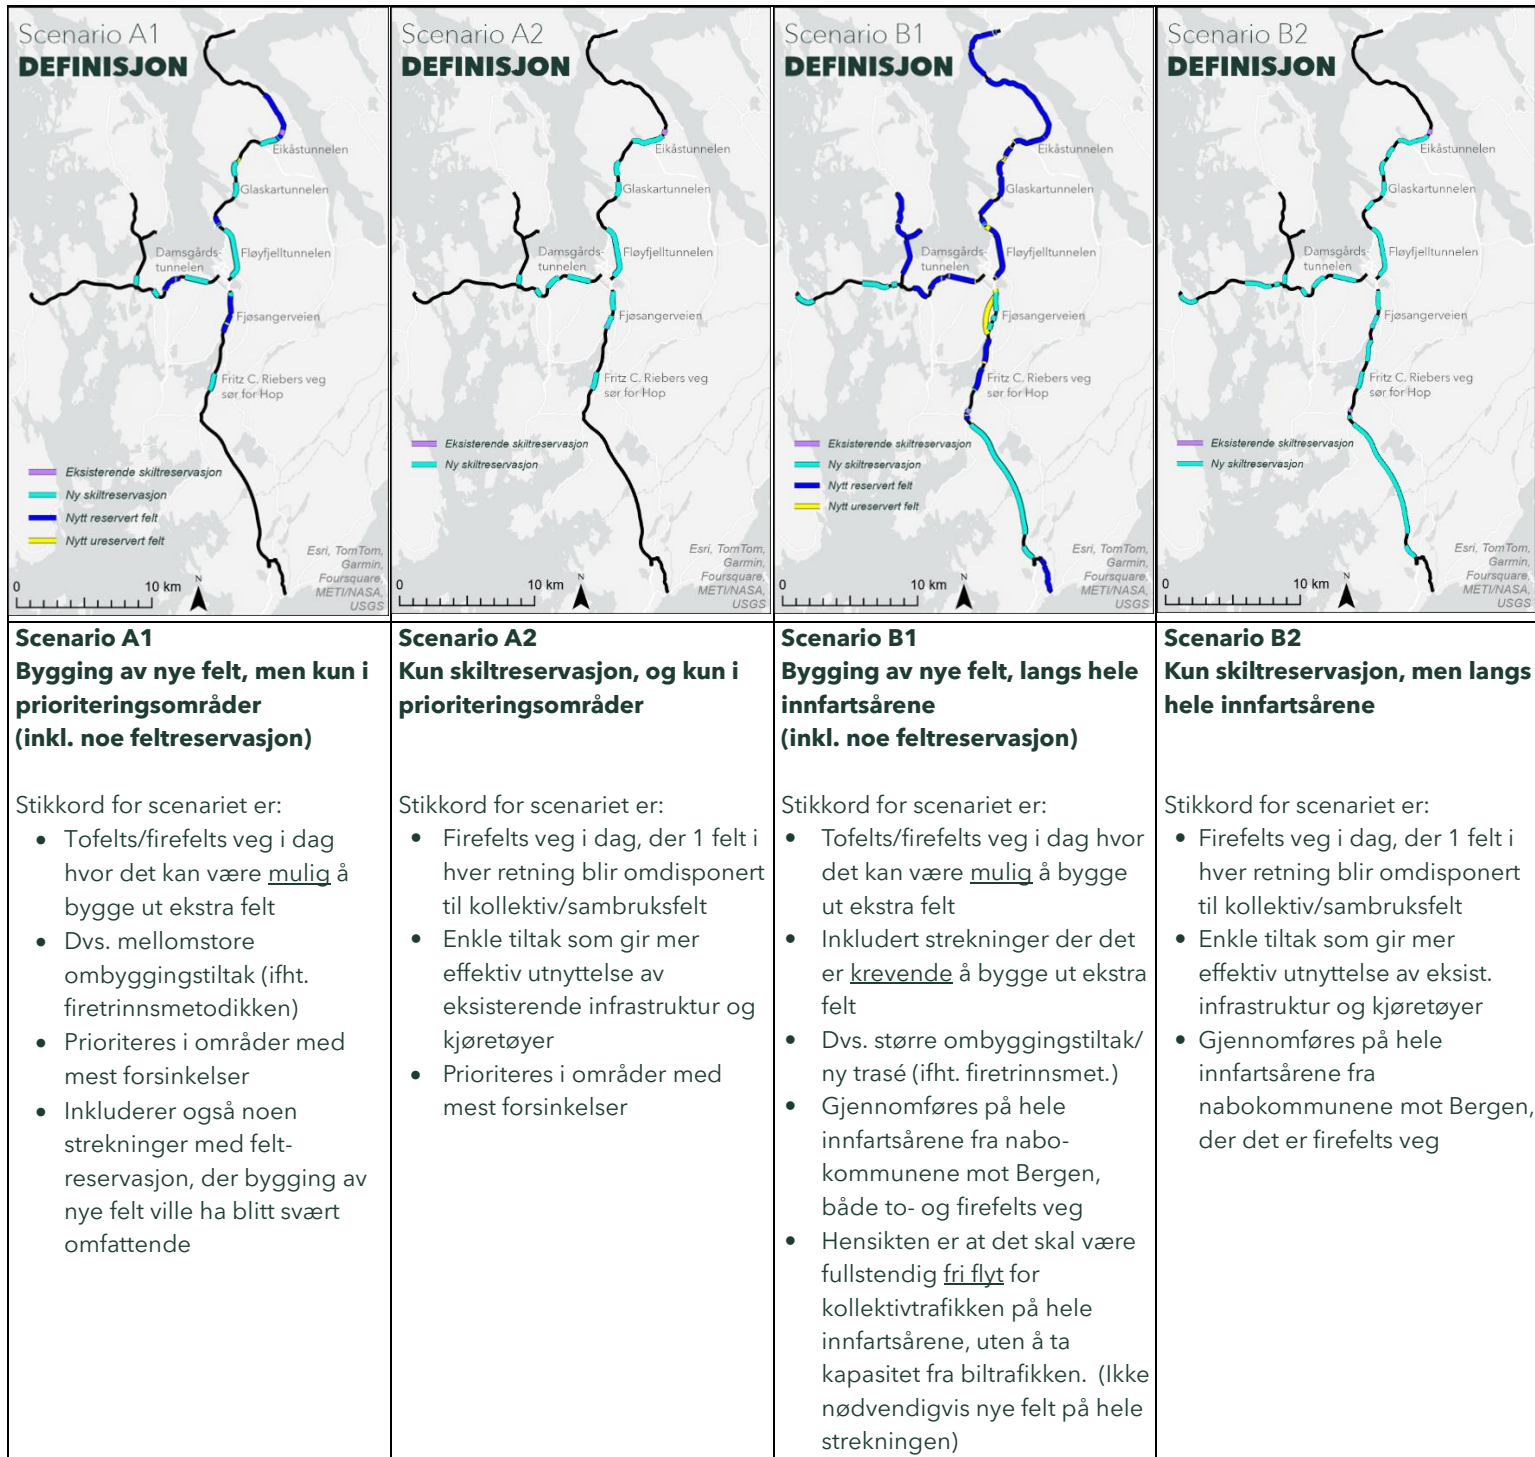 Scenario A1
DEFINISJON
Eikåstunnelen
Glaskartunnelen
Damsgårds-
tunnelen
Fløyfjelltunnelen
Fjøsangerveien
Fritz C. Riebers veg
sør for Hop
Eksisterende skiltreservasjon
Ny skiltreservasjon
Nytt reservert felt
Nytt ureservert felt
Esri, TomTom,
Garmin,
Foursquare,
METI/NASA,
USGS
0
10 km
N
Scenario A2
DEFINISJON
Eikåstunnelen
Glaskartunnelen
Damsgårds-
tunnelen
Fløyfjelltunnelen
Fjøsangerveien
Fritz C. Riebers veg
sør for Hop
Eksisterende skiltreservasjon
Ny skiltreservasjon
Esri, TomTom,
Garmin,
Foursquare,
METI/NASA,
USGS
0
10 km
N
Scenario B1
DEFINISJON
Eikåstunnelen
Glaskartunnelen
Damsgårds-
tunnelen
Fløyfjelltunnelen
Fjøsangerveien
Fritz C. Riebers veg
sør for Hop
Eksisterende skiltreservasjon
Ny skiltreservasjon
Nytt reservert felt
Nytt ureservert felt
Esri, TomTom,
Garmin,
Foursquare,
METI/NASA,
USGS
0
10 km
N
Scenario B2
DEFINISJON
Eikåstunnelen
Glaskartunnelen
Damsgårds-
tunnelen
Fløyfjelltunnelen
Fjøsangerveien
Fritz C. Riebers veg
sør for Hop
Eksisterende skiltreservasjon
Ny skiltreservasjon
Esri, TomTom,
Garmin,
Foursquare,
METI/NASA,
USGS
0
10 km
N
Scenario A1
Bygging av nye felt, men kun i
prioriteringsområder
(inkl. noe feltreservasjon)
Stikkord for scenariet er:
• Tofelts/firefelts veg i dag
hvor det kan være mulig å
bygge ut ekstra felt
• Dvs. mellomstore
ombyggingstiltak (ifht.
firetrinnsmetodikken)
• Prioriteres i områder med
mest forsinkelser
• Inkluderer også noen
strekninger med felt-
reservasjon, der bygging av
nye felt ville ha blitt svært
omfattende
Scenario A2
Kun skiltreservasjon, og kun i
prioriteringsområder
Stikkord for scenariet er:
• Firefelts veg i dag, der 1 felt i
hver retning blir omdisponert
til kollektiv/sambruksfelt
• Enkle tiltak som gir mer
effektiv utnyttelse av
eksisterende infrastruktur og
kjøretøyer
• Prioriteres i områder med
mest forsinkelser
Scenario B1
Bygging av nye felt, langs hele
innfartsårene
(inkl. noe feltreservasjon)
Stikkord for scenariet er:
• Tofelts/firefelts veg i dag hvor
det kan være mulig å bygge
ut ekstra felt
• Inkludert strekninger der det
er krevende å bygge ut ekstra
felt
• Dvs. større ombyggingstiltak/
ny trasé (ifht. firetrinnsmet.)
• Gjennomføres på hele
innfartsårene fra nabo-
kommunene mot Bergen,
både to- og firefelts veg
• Hensikten er at det skal være
fullstendig fri flyt for
kollektivtrafikken på hele
innfartsårene, uten å ta
kapasitet fra biltrafikken. (Ikke
nødvendigvis nye felt på hele
strekningen)
Scenario B2
Kun skiltreservasjon, men langs
hele innfartsårene
Stikkord for scenariet er:
• Firefelts veg i dag, der 1 felt i
hver retning blir omdisponert
til kollektiv/sambruksfelt
• Enkle tiltak som gir mer
effektiv utnyttelse av eksist.
infrastruktur og kjøretøyer
• Gjennomføres på hele
innfartsårene fra
nabokommunene mot Bergen,
der det er firefelts veg